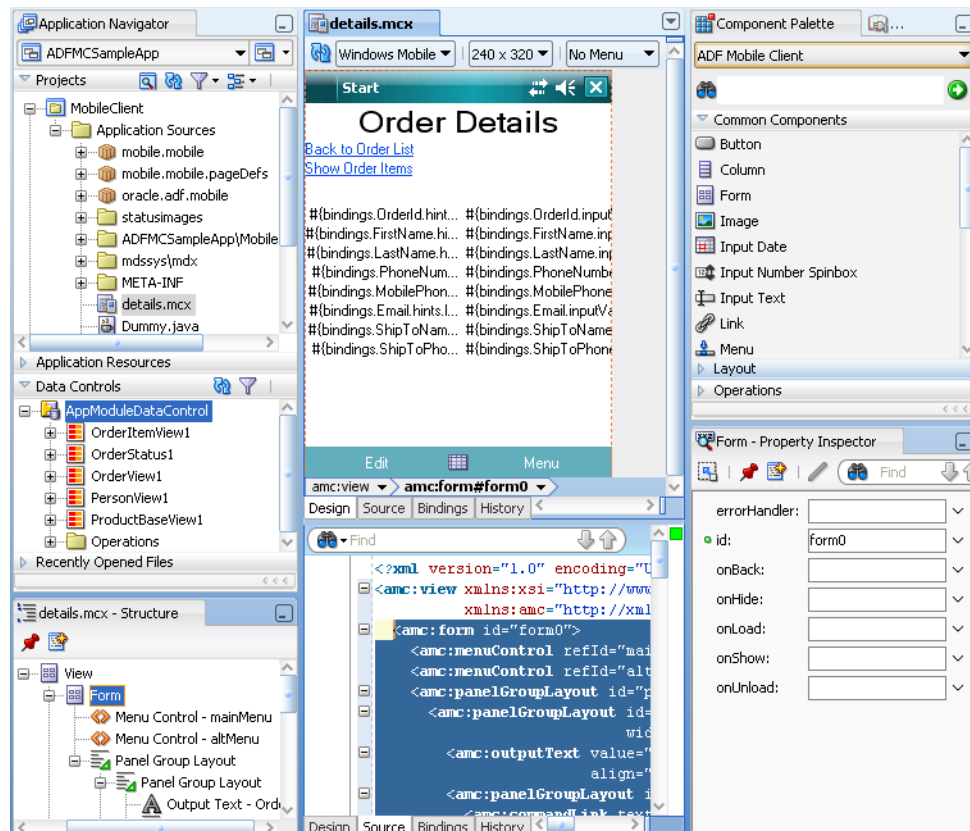 Application Navigator
ADFMCSampleApp
Projects
MobileClient
Application Sources
mobile.mobile
mobile.mobile.pageDefs
oracle.adf.mobile
statusimages
ADFMCSampleApp\Mobile
mdssys\mdx
META-INF
details.mcx
Dummy.java
Application Resources
Data Controls
AppModuleDataControl
OrderItemView1
OrderStatus1
OrderView1
PersonView1
ProductBaseView1
Operations
Recently Opened Files
details.mcx - Structure
View
Form
Menu Control - mainMenu
Menu Control - altMenu
Panel Group Layout
Panel Group Layout
Output Text - Orde
details.mcx
Windows Mobile
240 x 320
No Menu
Start
Order Details
Back to Order List
Show Order Items
#{bindings.OrderId.hint... #{bindings.OrderId.input
#{bindings.FirstName.hi... #{bindings.FirstName.inp
#{bindings.LastName.h... #{bindings.LastName.inp
#{bindings.PhoneNum... #{bindings.PhoneNumbe
#{bindings.MobilePhon... #{bindings.MobilePhone
#{bindings.Email.hints.l... #{bindings.Email.inputVa
#{bindings.ShipToNam... #{bindings.ShipToName
#{bindings.ShipToPho... #{bindings.ShipToPhone
Edit Menu
amc:view amc:form#form0
Design Source Bindings History
Find
<?xml version="1.0" encoding="U
<amc:view xmlns:xsi="http://www
xmlns:amc="http://xml
<amc:form id="form0">
<amc:menuControl refId="mai
<amc:menuControl refId="alt
<amc:panelGroupLayout id="p
<amc:panelGroupLayout id=
wid
<amc:outputText value="
align="
<amc:panelGroupLayout i
<amc:commandLink text
Design Source Bindings History
Component Palette
...
ADF Mobile Client
Common Components
Button
Column
Form
Image
Input Date
Input Number Spinbox
Input Text
Link
Menu
Layout
Operations
Form - Property Inspector
Find
errorHandler:
id: form0
onBack:
onHide:
onLoad:
onShow:
onUnload: